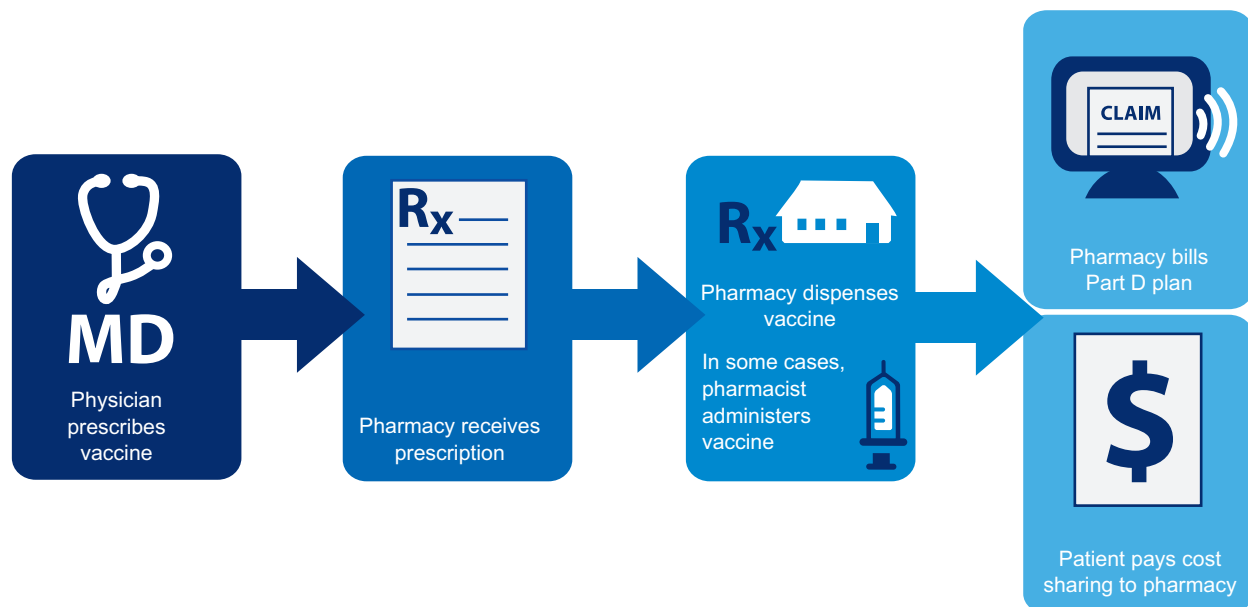 MD
Physician
prescribes
vaccine
Rx
Pharmacy receives
prescription
Rx
Pharmacy dispenses
vaccine
In some cases,
pharmacist
administers
vaccine
CLAIM
Pharmacy bills
Part D plan
$
Patient pays cost
sharing to pharmacy